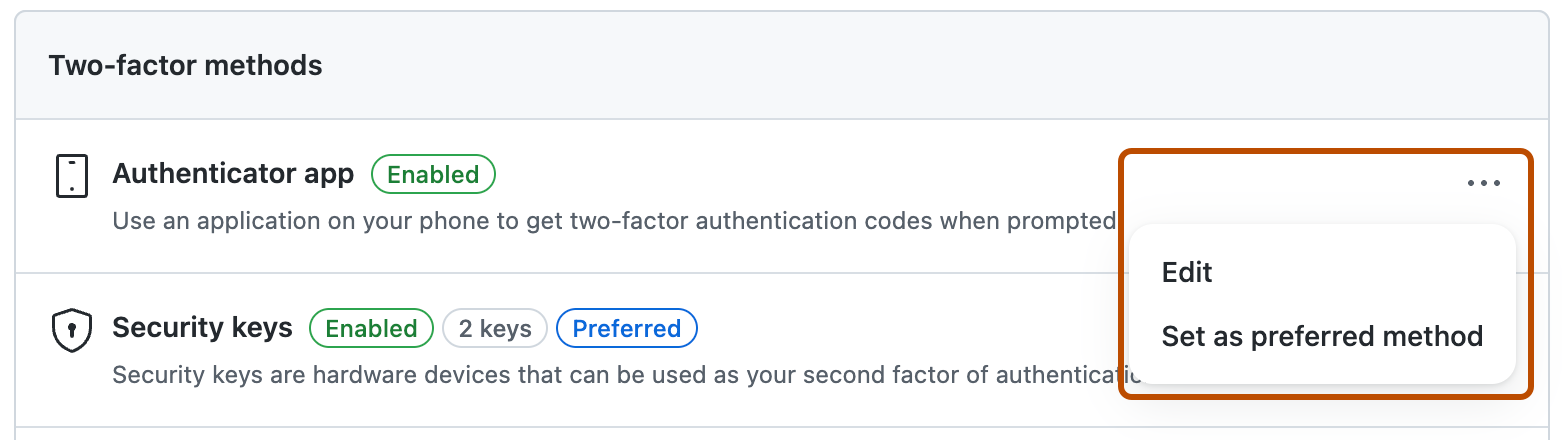 Two-factor methods
Authenticator app Enabled
Use an application on your phone to get two-factor authentication codes when prompted
Edit
Security keys Enabled 2 keys Preferred
Set as preferred method
Security keys are hardware devices that can be used as your second factor of